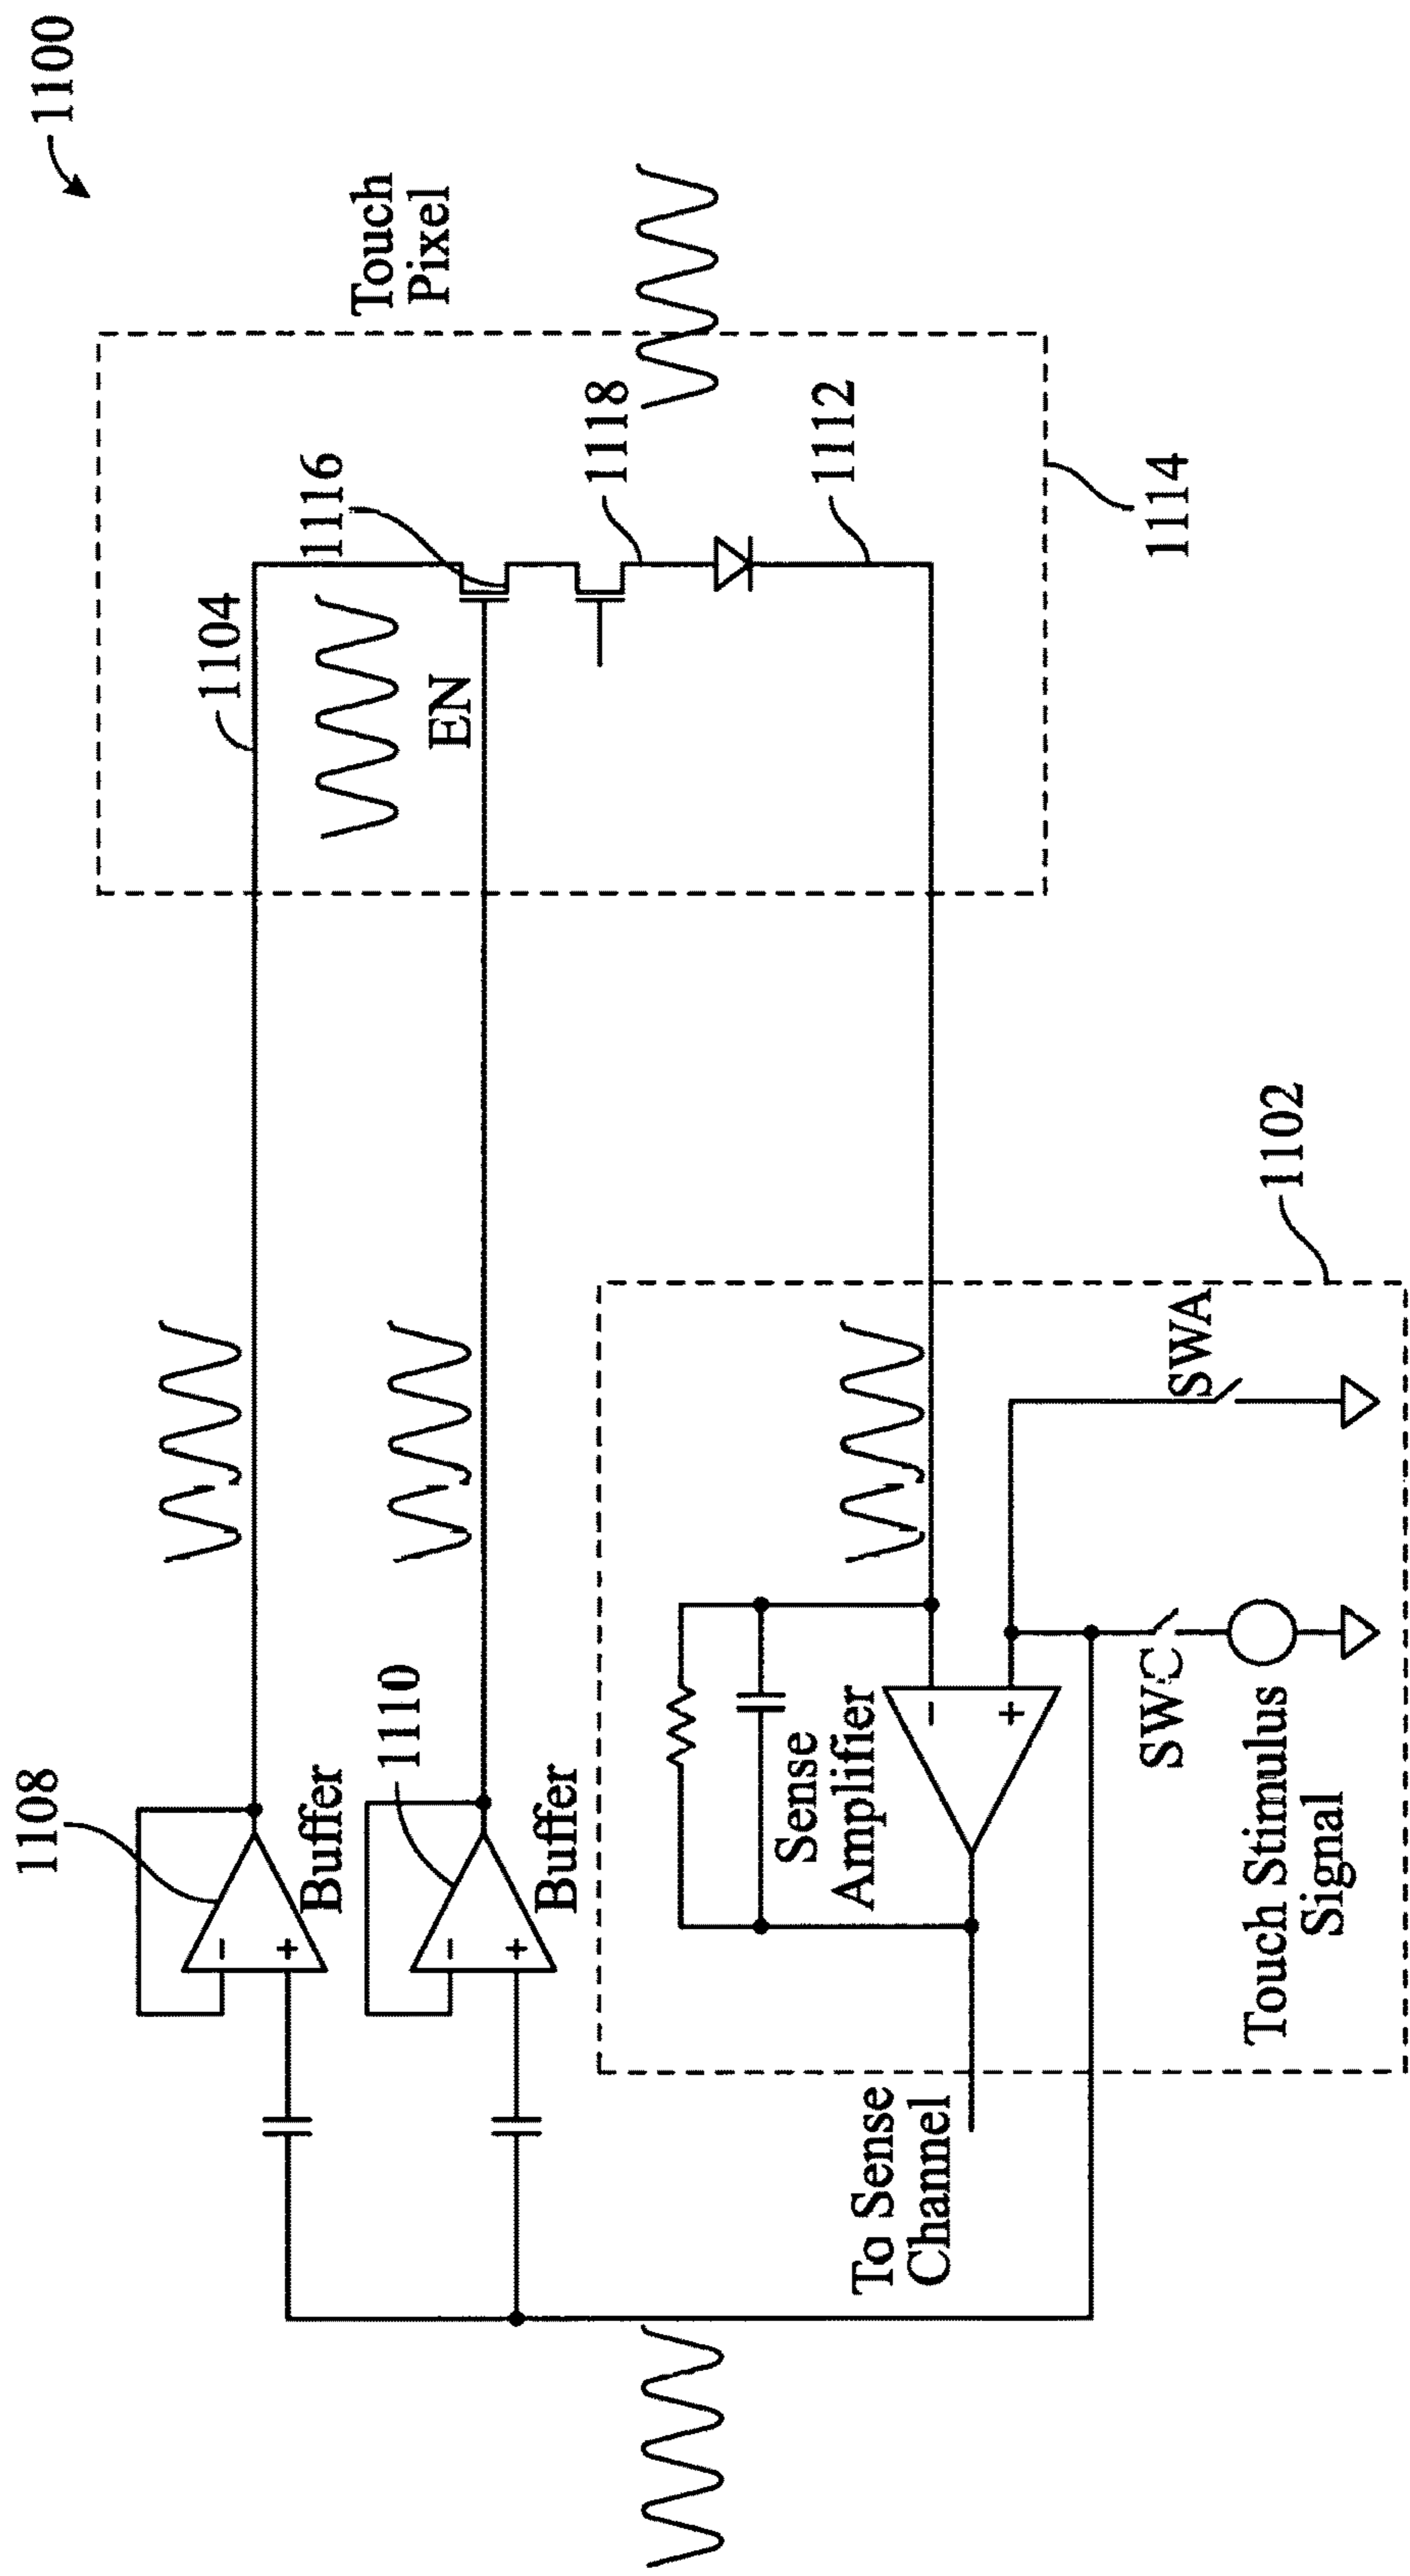 1100
Touch
Pixel
1104
1116
EN
1118
1112
1114
1108
Buffer
-
+
1110
Buffer
-
+
1102
Sense
Amplifier
-
+
SWA
SWC
Touch Stimulus
Signal
To Sense
Channel